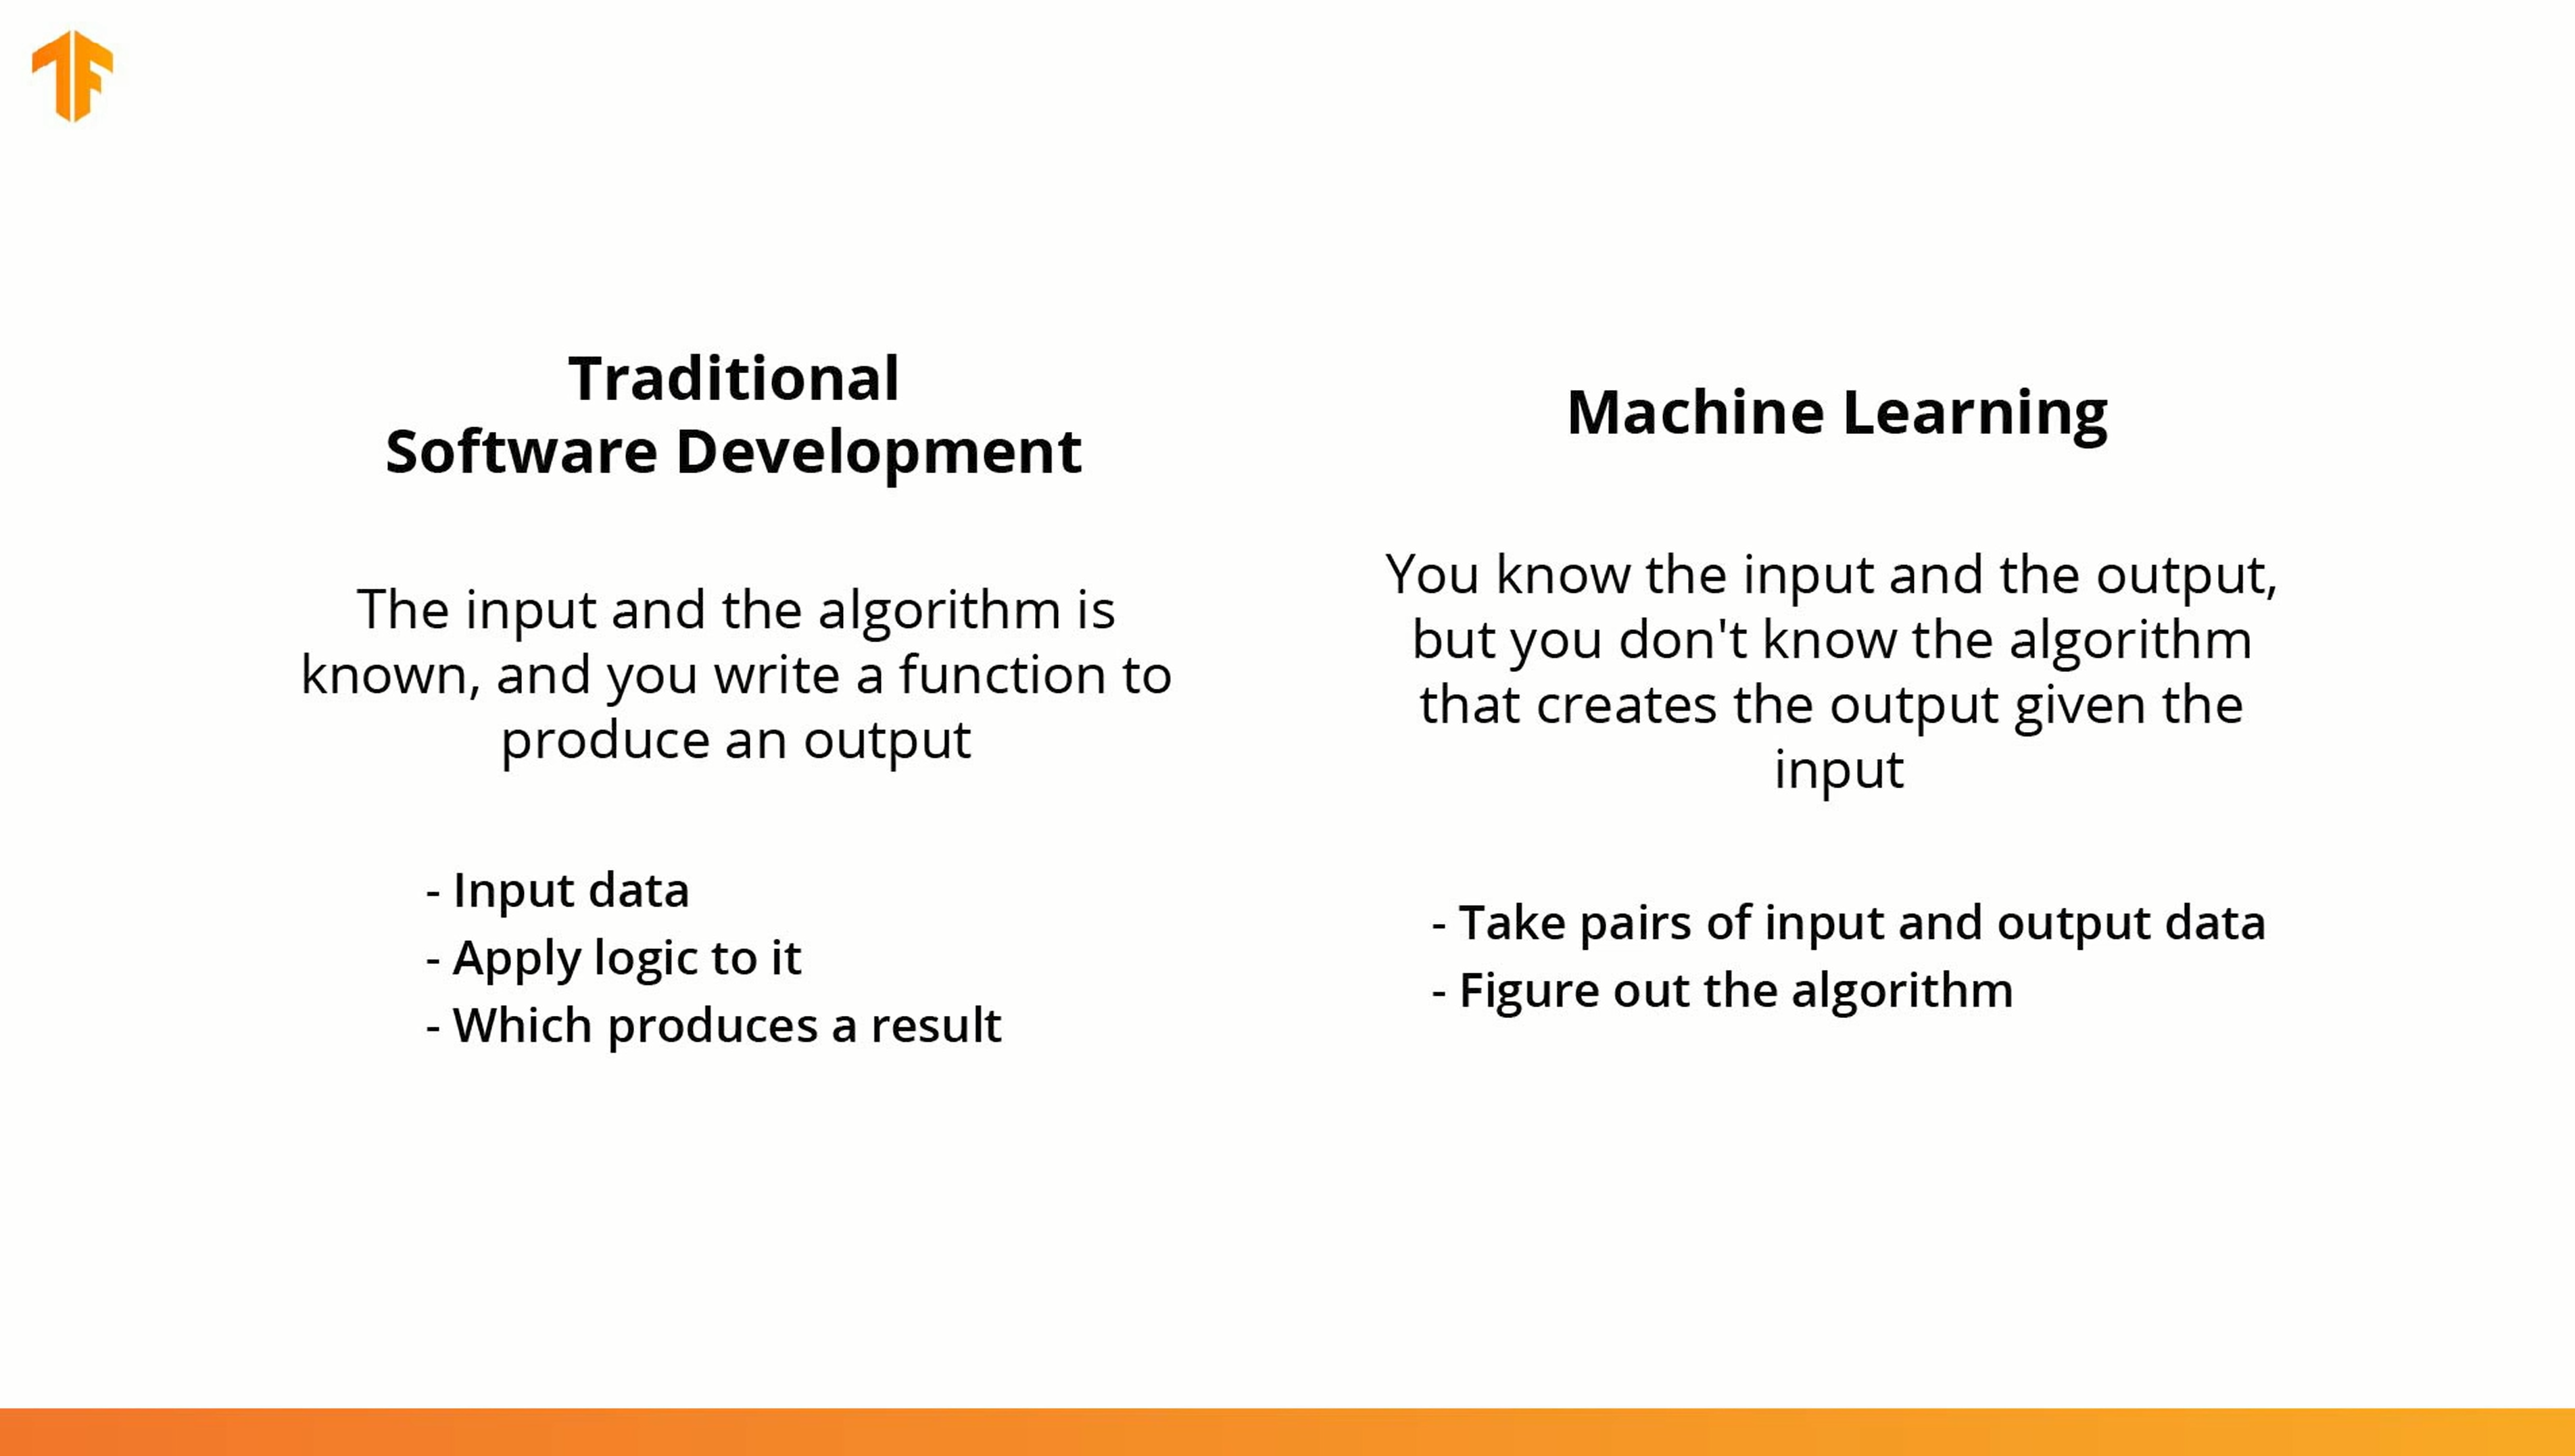 Traditional
Software Development
The input and the algorithm is
known, and you write a function to
produce an output
- Input data
- Apply logic to it
- Which produces a result
Machine Learning
You know the input and the output,
but you don't know the algorithm
that creates the output given the
input
- Take pairs of input and output data
- Figure out the algorithm